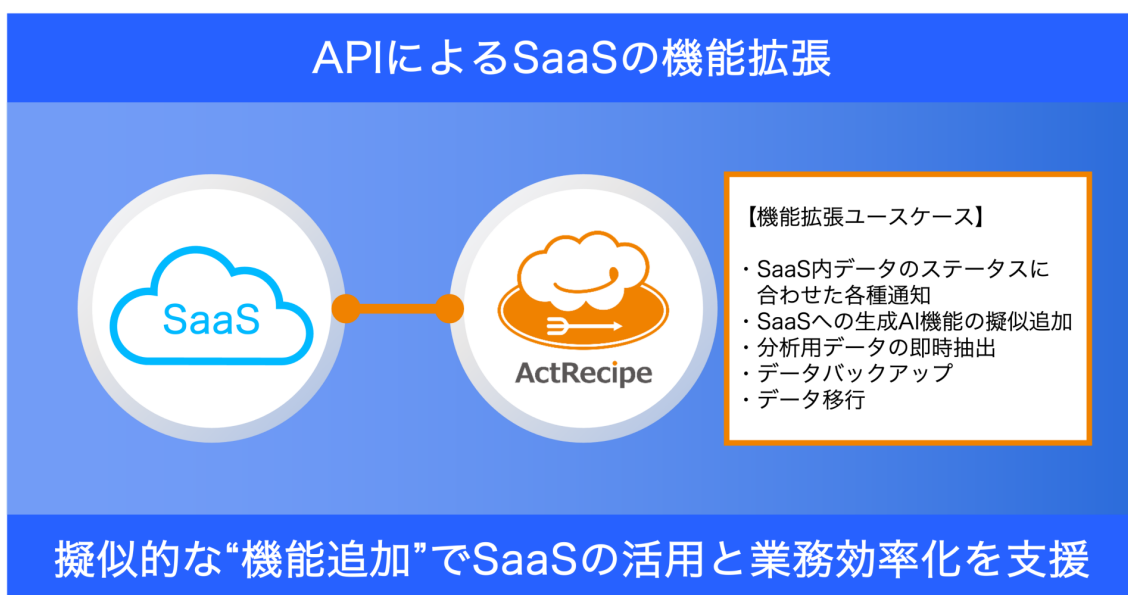 APIによるSaaSの機能拡張
SaaS
ActRecipe
【機能拡張ユースケース】
・SaaS内データのステータスに
合わせた各種通知
・SaaSへの生成AI機能の擬似追加
・分析用データの即時抽出
・データバックアップ
・データ移行
擬似的な“機能追加”でSaaSの活用と業務効率化を支援